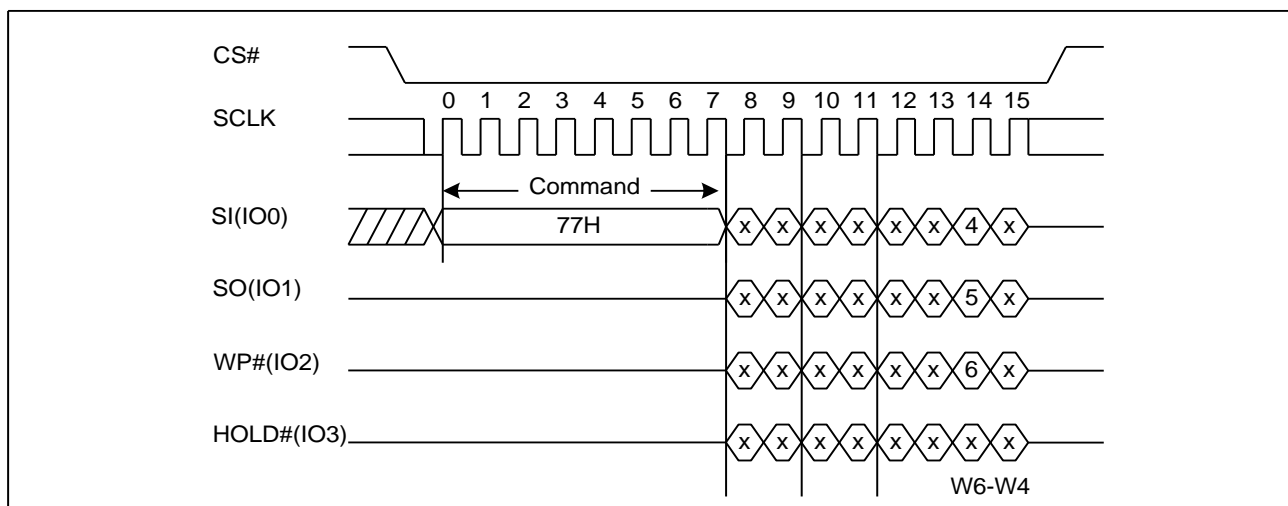 CS#
0 1 2 3 4 5 6 7 8 9 10 11 12 13 14 15
SCLK
Command
SI(IO0) 77H x x x x x x 4 x
SO(IO1) x x x x x x 5 x
WP#(IO2) x x x x x x 6 x
HOLD#(IO3) x x x x x x x x
W6-W4